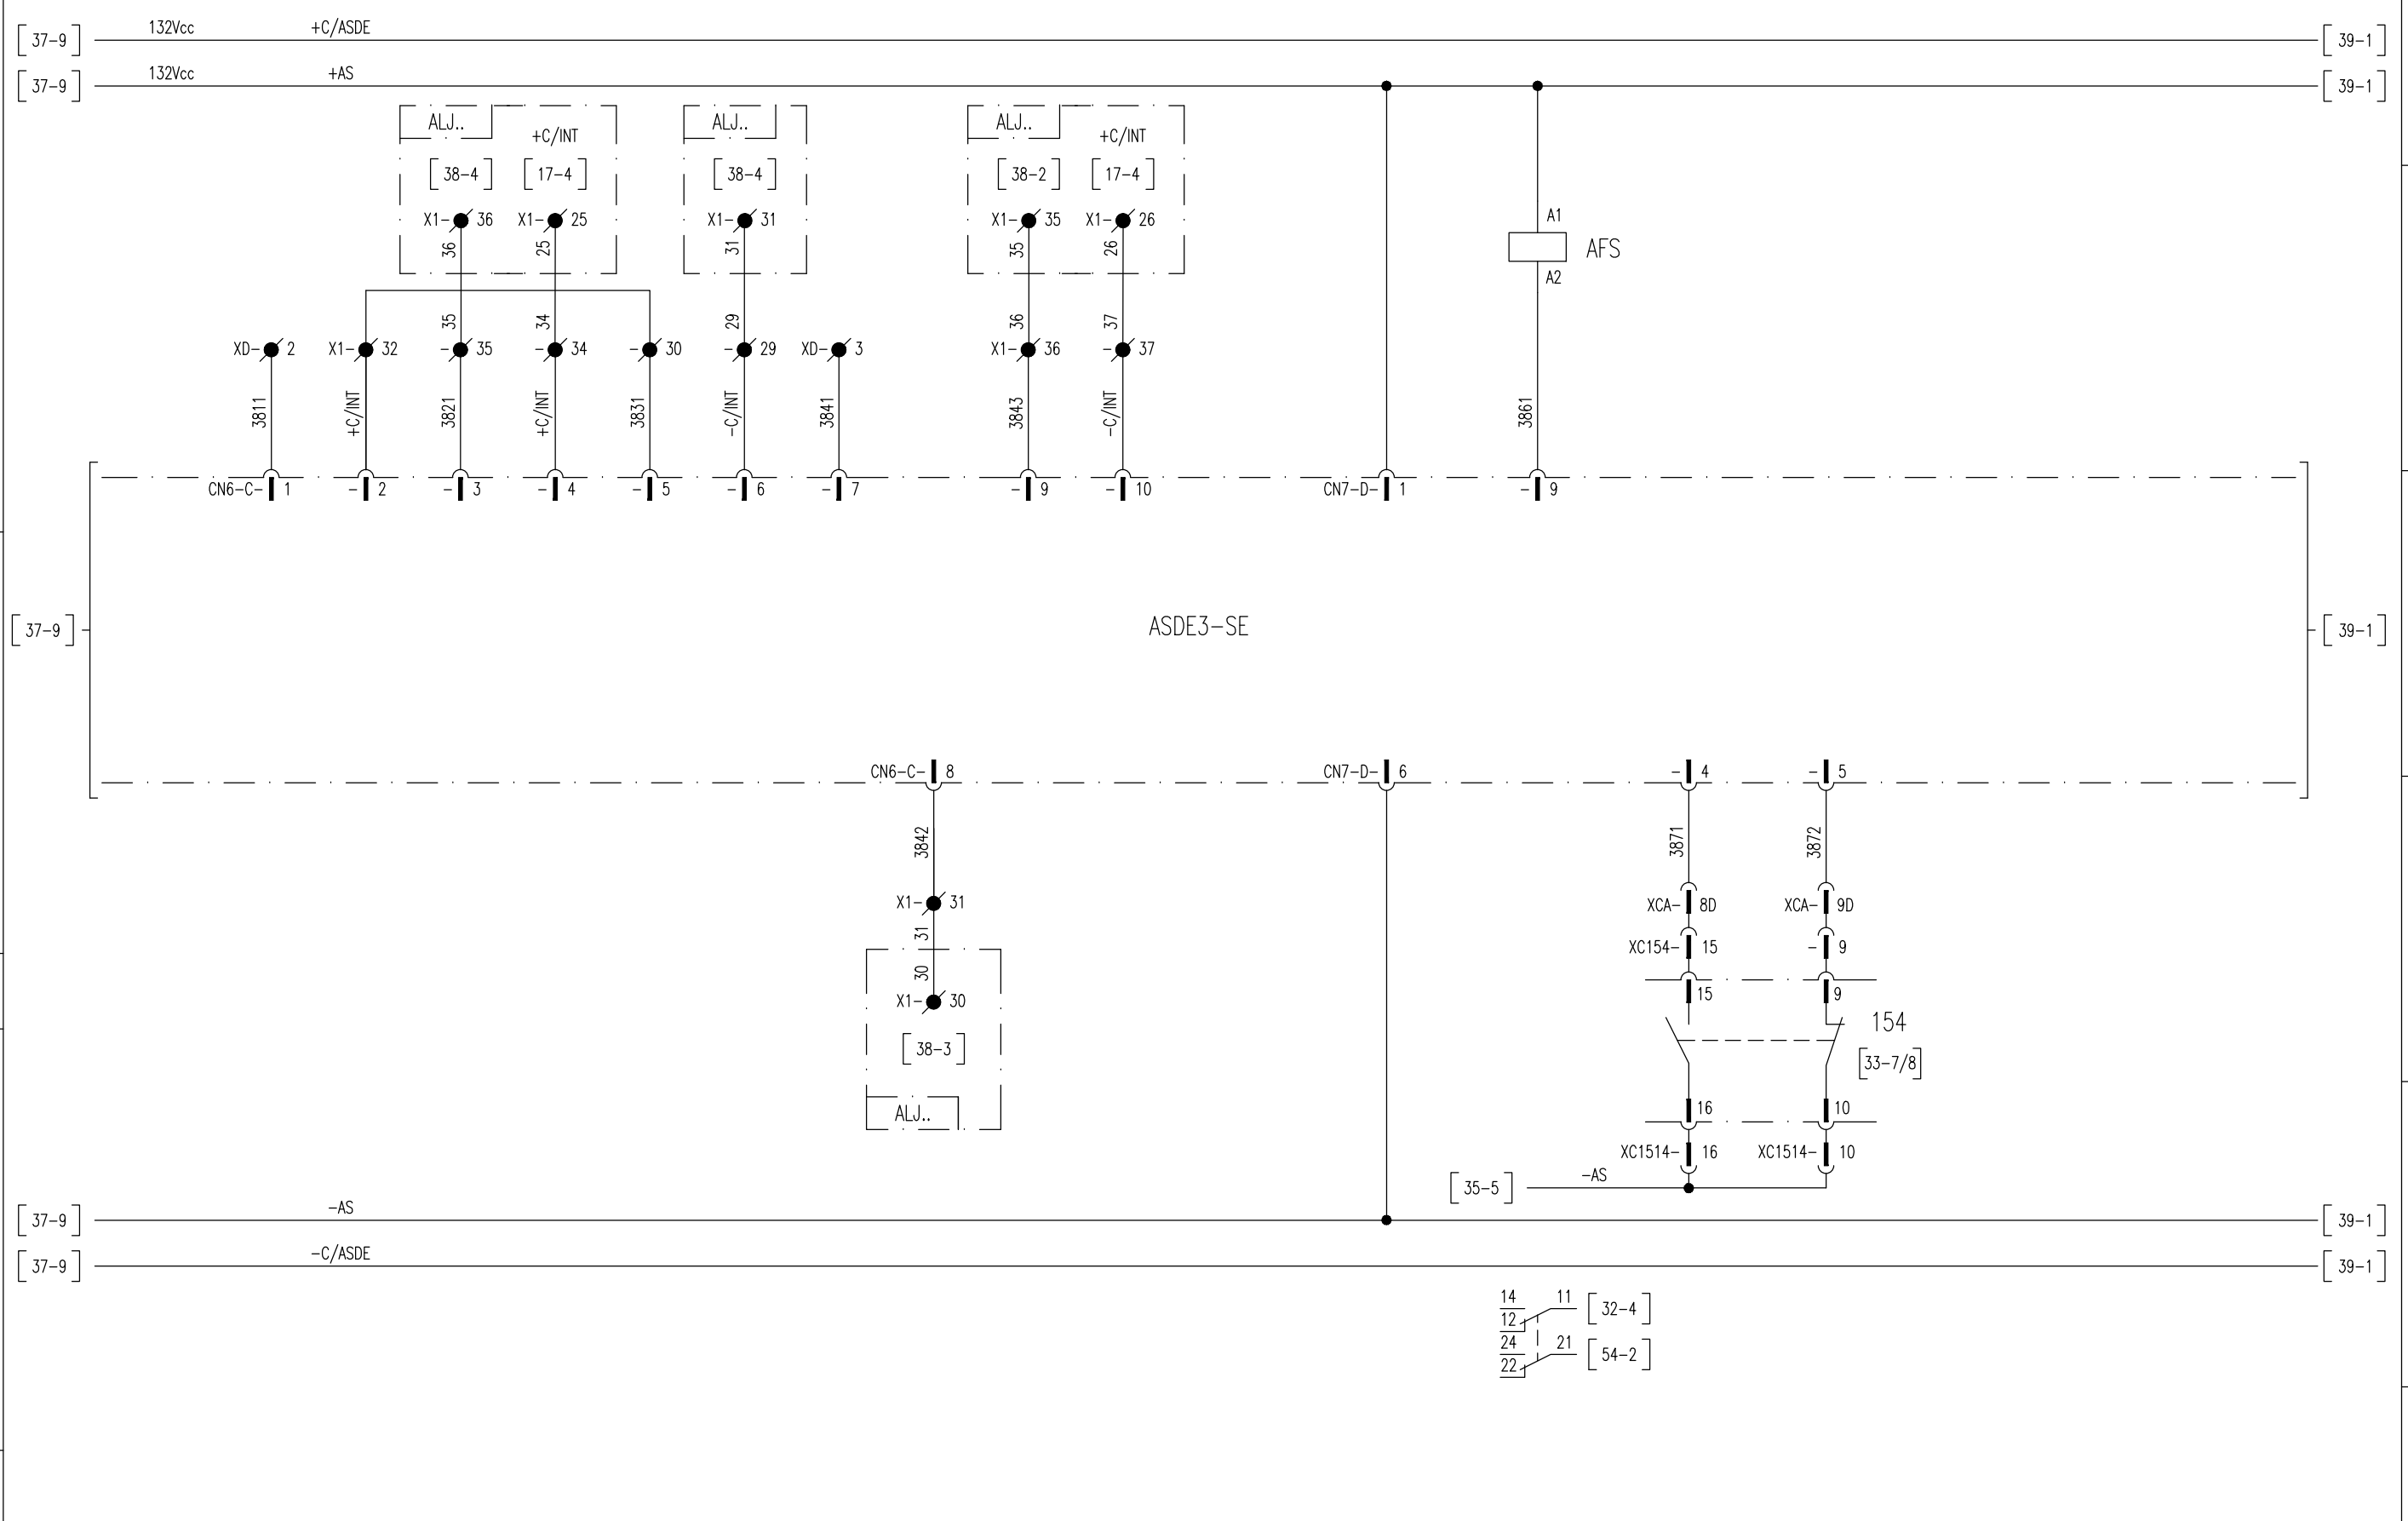 37-9 132Vcc +C/ASDE 39-1
37-9 132Vcc +AS 39-1
ALJ.. ALJ.. ALJ..
+C/INT +C/INT
38-4 17-4 38-4 38-2 17-4
X1- 36 X1- 25 X1- 31 X1- 35 X1- 26
36 25 31 35 26
A1
AFS
A2
35 34 29 36 37
XD- 2 X1- 32 - 35 - 34 - 30 - 29 XD- 3 X1- 36 - 37
3811 +C/INT 3821 +C/INT 3831 -C/INT 3841 3843 -C/INT 3861
CN6-C- 1 - 2 - 3 - 4 - 5 - 6 - 7 - 9 - 10 CN7-D- 1 - 9
37-9 ASDE3-SE 39-1
CN6-C- 8 CN7-D- 6 - 4 - 5
3842 3871 3872
X1- 31 XCA- 8D XCA- 9D
31 XC154- 15 - 9
30
X1- 30 15 9
154
38-3 33-7/8
ALJ.. 16 10
XC1514- 16 XC1514- 10
35-5 -AS
37-9 -AS 39-1
37-9 -C/ASDE 39-1
14 11 32-4
12
24 21 54-2
22